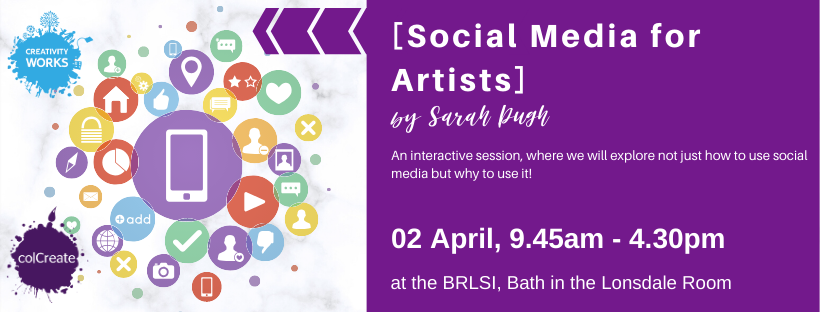 CREATIVITY
WORKS
+add
colCreate
[Social Media for
Artists]
by Sarah Pugh
An interactive session, where we will explore not just how to use social
media but why to use it!
02 April, 9.45am - 4.30pm
at the BRLSI, Bath in the Lonsdale Room